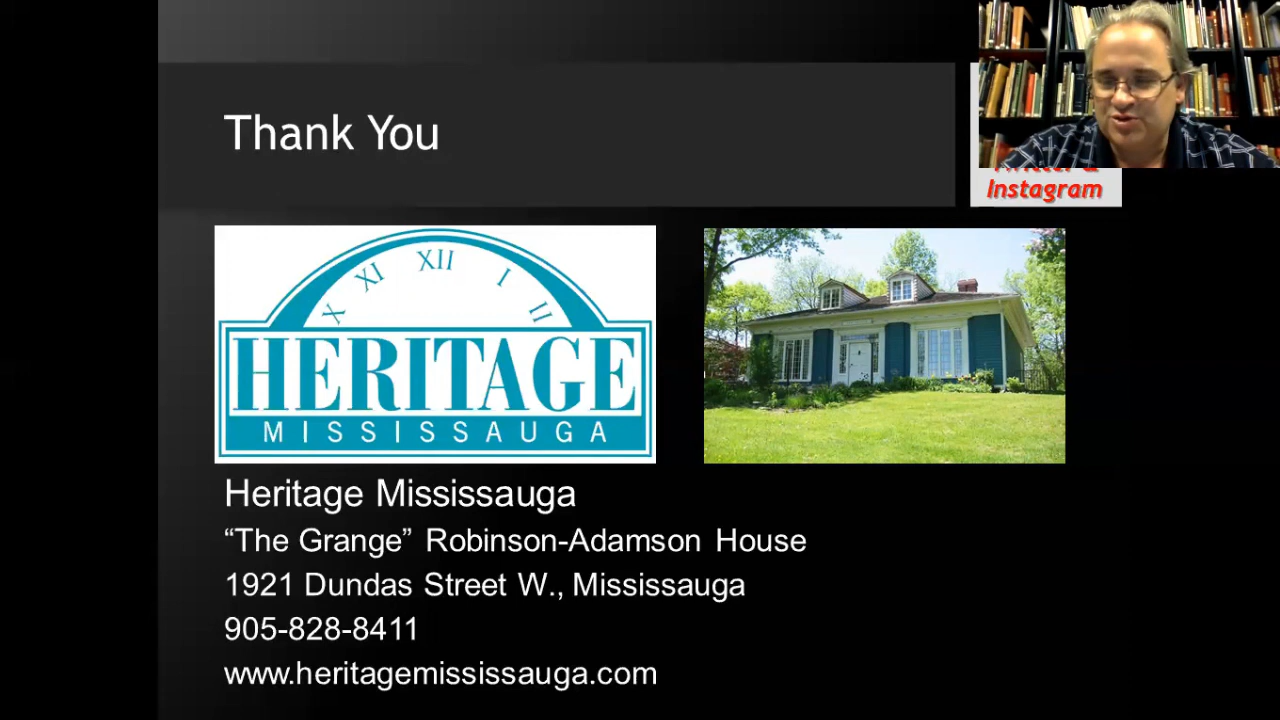 Thank You
Instagram
X XI XII I II
HERITAGE
MISSISSAUGA
Heritage Mississauga
“The Grange” Robinson-Adamson House
1921 Dundas Street W., Mississauga
905-828-8411
www.heritagemississauga.com